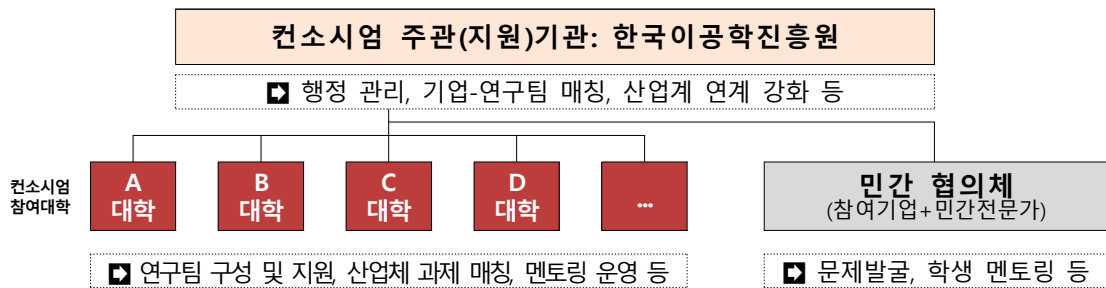 컨소시엄 주관(지원)기관: 한국이공학진흥원
➡ 행정 관리, 기업-연구팀 매칭, 산업계 연계 강화 등
컨소시엄
참여대학
A
대학
B
대학
C
대학
D
대학
...
민간 협의체
(참여기업+민간전문가)
➡ 연구팀 구성 및 지원, 산업체 과제 매칭, 멘토링 운영 등
➡ 문제발굴, 학생 멘토링 등